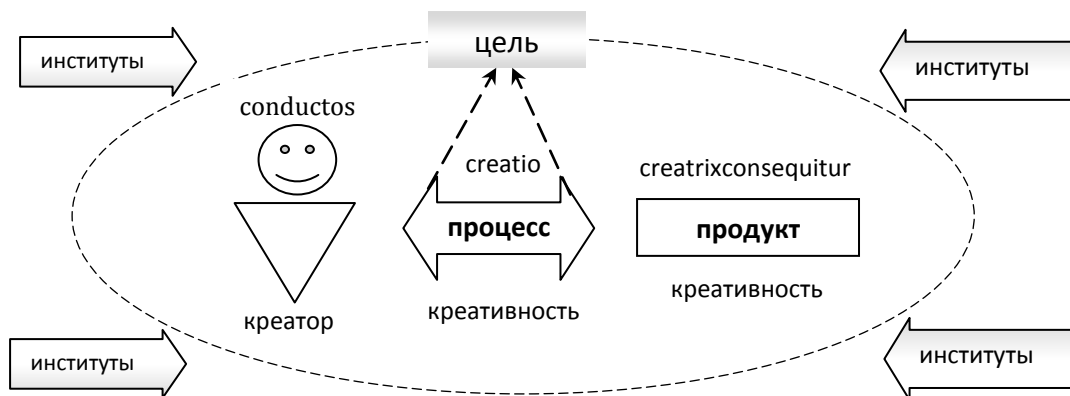 цель
институты
институты
conductos
creatio
creatrixconsequitur
процесс
продукт
креативность
креативность
креатор
институты
институты